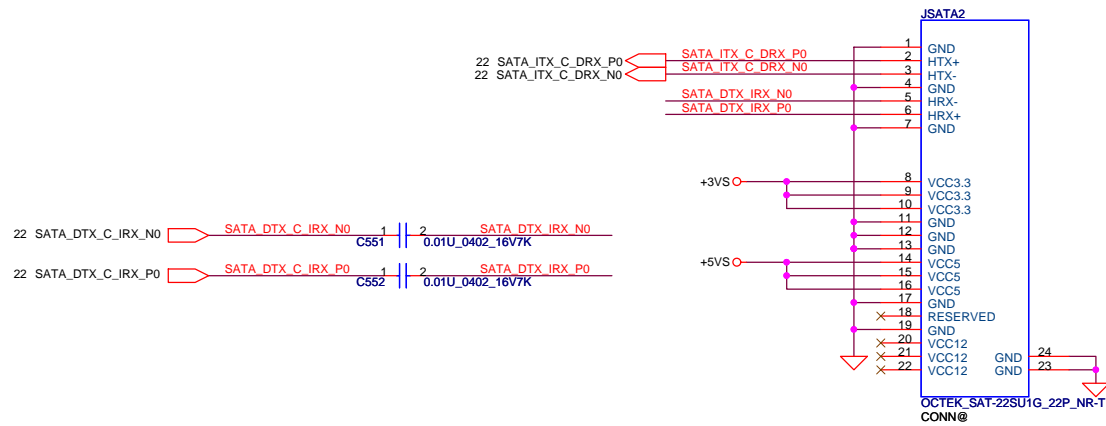 JSATA2
1 GND
22 SATA_ITX_C_DRX_P0 SATA_ITX_C_DRX_P0 2 HTX+
22 SATA_ITX_C_DRX_N0 SATA_ITX_C_DRX_N0 3 HTX-
4 GND
SATA_DTX_IRX_N0 5 HRX-
SATA_DTX_IRX_P0 6 HRX+
7 GND
+3VS 8 VCC3.3
9 VCC3.3
10 VCC3.3
11 GND
22 SATA_DTX_C_IRX_N0 SATA_DTX_C_IRX_N0 1 2 SATA_DTX_IRX_N0 12 GND
C551 0.01U_0402_16V7K 13 GND
+5VS 14 VCC5
22 SATA_DTX_C_IRX_P0 SATA_DTX_C_IRX_P0 1 2 SATA_DTX_IRX_P0 15 VCC5
C552 0.01U_0402_16V7K 16 VCC5
17 GND
18 RESERVED
19 GND
20 VCC12
21 VCC12 GND 24
22 VCC12 GND 23
OCTEK_SAT-22SU1G_22P_NR-T
CONN@